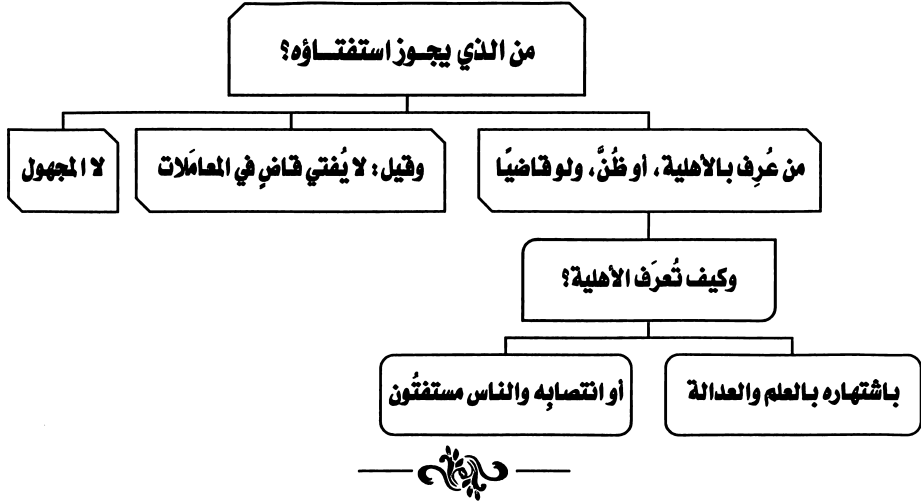 من الذي يجوز استفتاؤه؟
من عُرِف بالأهلية، أو ظُنَّ، ولو قاضيًا
وقيل: لا يُفتي قاضٍ في المعامَلات
لا المجهول
وكيف تُعرَف الأهلية؟
باشتهاره بالعلم والعدالة
أو انتصابِه والناس مستفتُون